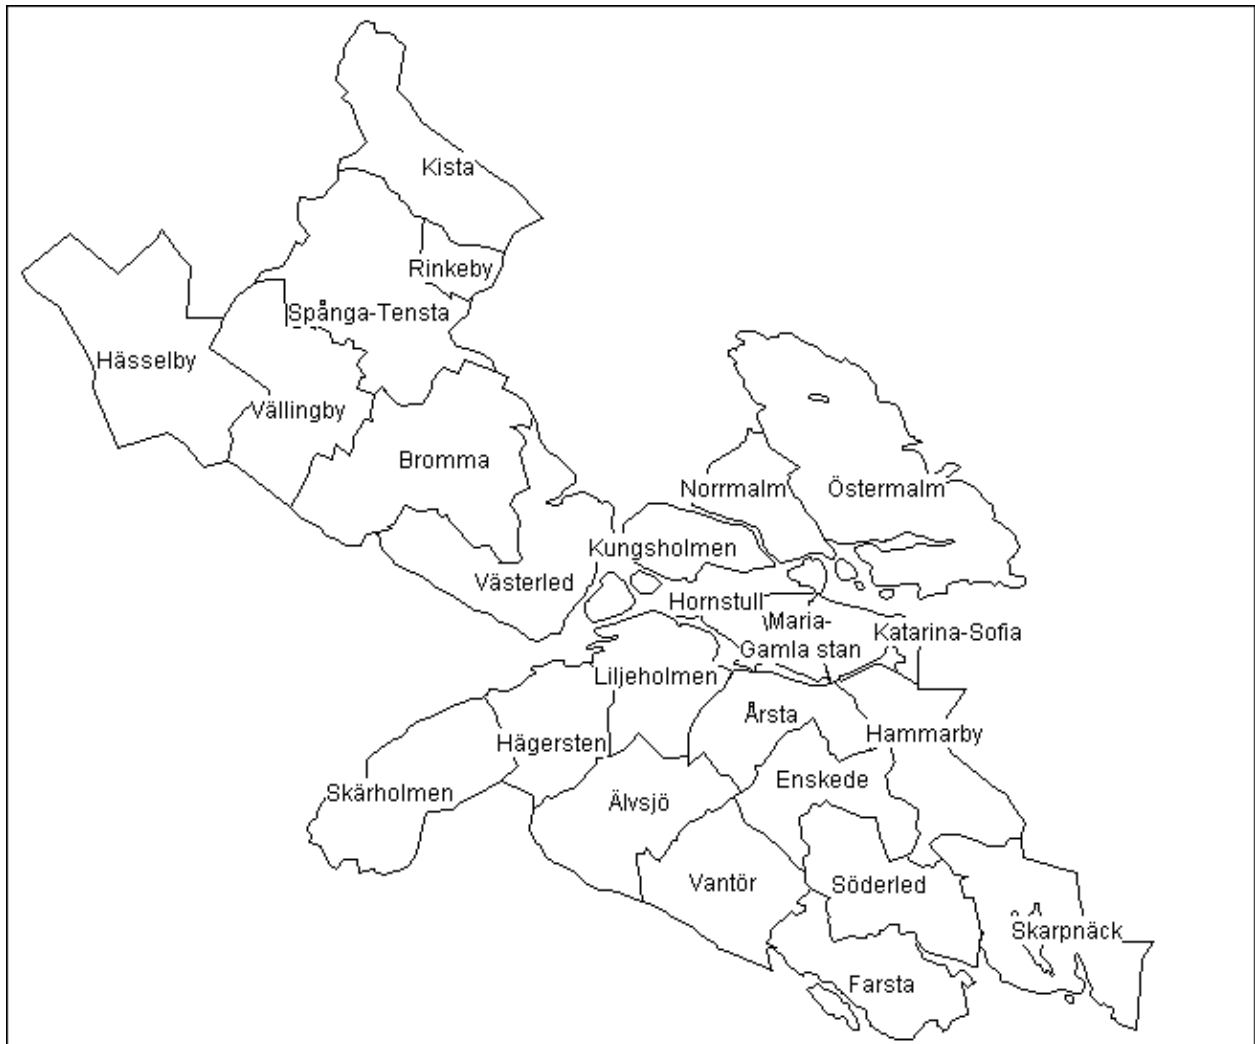 Kista
Rinkeby
Spånga-Tensta
Hässelby
Vällingby
Bromma
Norrmalm
Östermalm
Kungsholmen
Västerled
Hornstull
Maria-
Gamla stan
Katarina-Sofia
Liljeholmen
Årsta
Hammarby
Hägersten
Enskede
Skärholmen
Älvsjö
Vantör
Söderled
Skarpnäck
Farsta